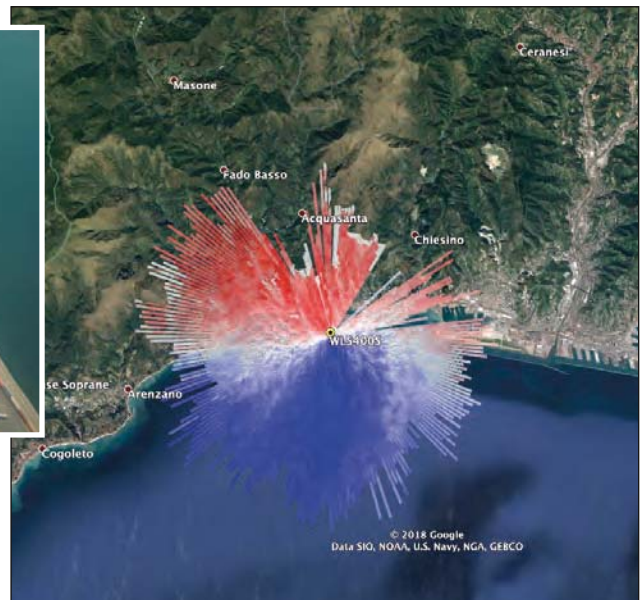 Ceranesi
Masone
Fado Basso
Acquasanta
Chiesino
WLS400S
se Soprane
Arenzano
Cogoleto
© 2018 Google
Data SIO, NOAA, U.S. Navy, NGA, GEBCO